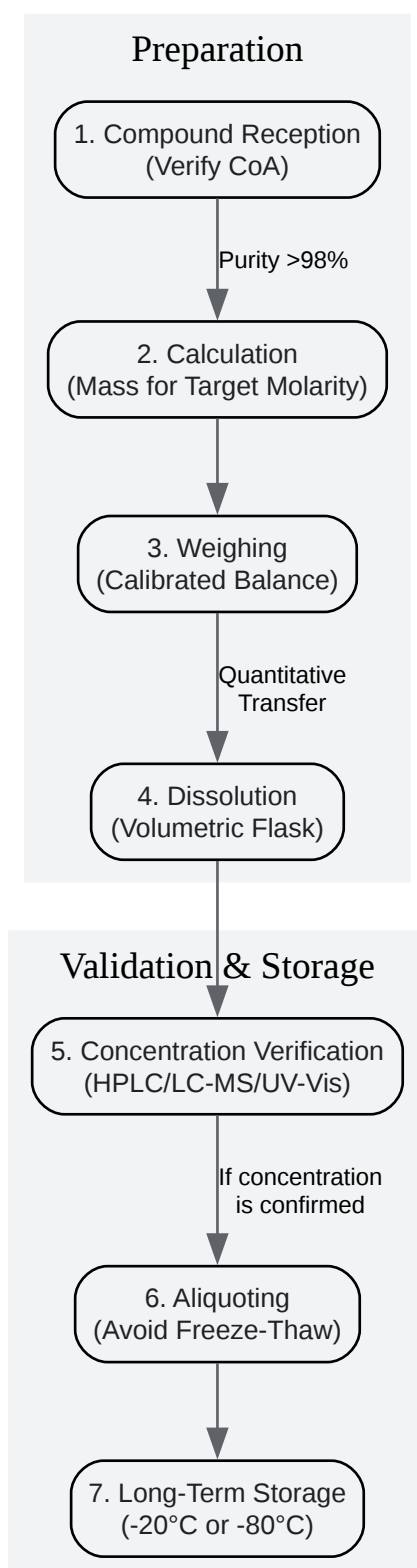 Preparation
1. Compound Reception
(Verify CoA)
Purity >98%
2. Calculation
(Mass for Target Molarity)
3. Weighing
(Calibrated Balance)
Quantitative
Transfer
4. Dissolution
(Volumetric Flask)
Validation & Storage
5. Concentration Verification
(HPLC/LC-MS/UV-Vis)
If concentration
is confirmed
6. Aliquoting
(Avoid Freeze-Thaw)
7. Long-Term Storage
(-20°C or -80°C)